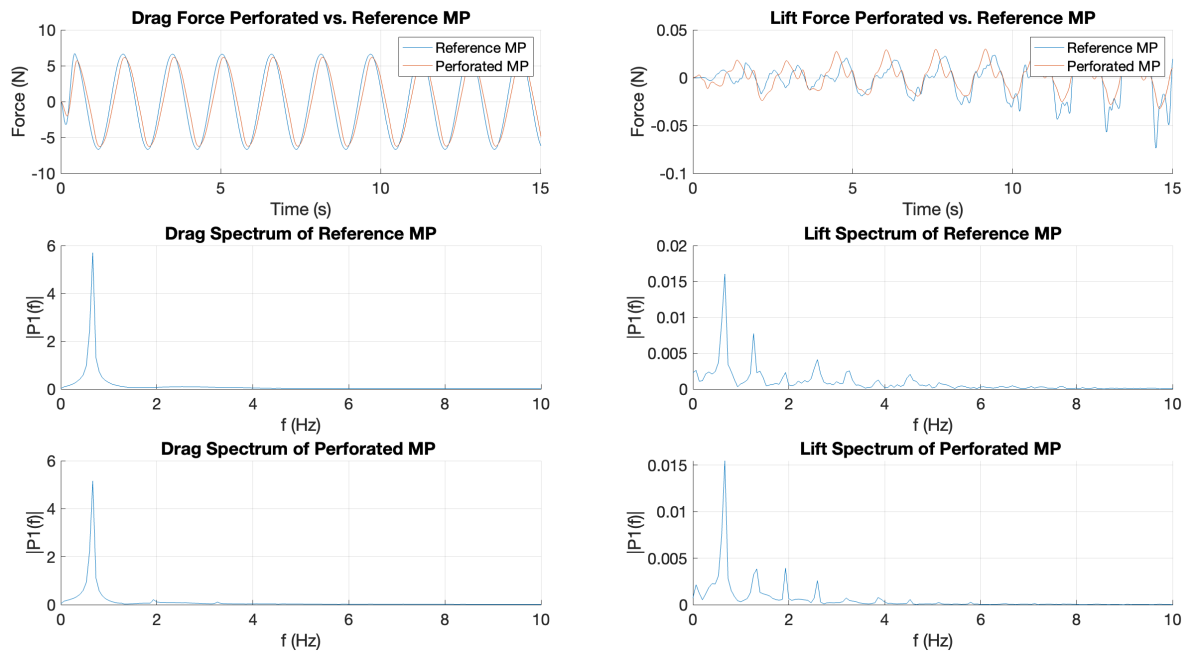 Drag Force Perforated vs. Reference MP
10
5
0
-5
-10
Force (N)
Reference MP
Perforated MP
0
5
10
15
Time (s)
Lift Force Perforated vs. Reference MP
0.05
0
-0.05
-0.1
Force (N)
Reference MP
Perforated MP
0
5
10
15
Time (s)
Drag Spectrum of Reference MP
6
4
2
0
|P1(f)|
0
2
4
6
8
10
f (Hz)
Lift Spectrum of Reference MP
0.02
0.015
0.01
0.005
0
|P1(f)|
0
2
4
6
8
10
f (Hz)
Drag Spectrum of Perforated MP
6
4
2
0
|P1(f)|
0
2
4
6
8
10
f (Hz)
Lift Spectrum of Perforated MP
0.015
0.01
0.005
0
|P1(f)|
0
2
4
6
8
10
f (Hz)